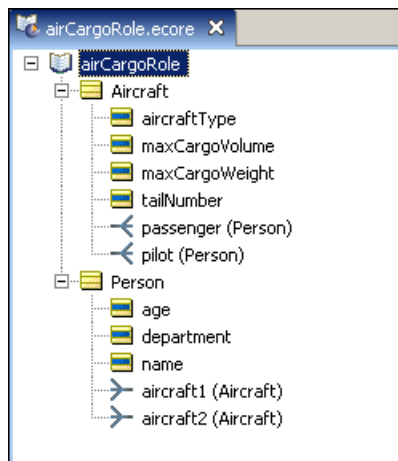 airCargoRole.ecore
airCargoRole
Aircraft
aircraftType
maxCargoVolume
maxCargoWeight
tailNumber
passenger (Person)
pilot (Person)
Person
age
department
name
aircraft1 (Aircraft)
aircraft2 (Aircraft)